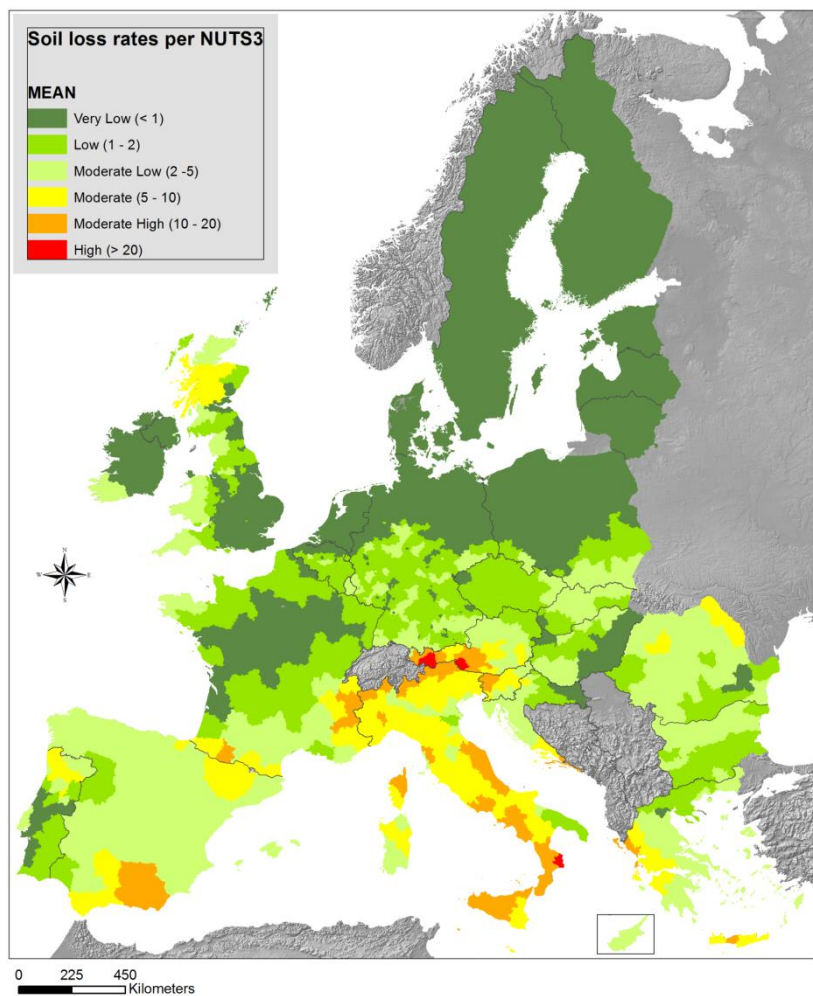 Soil loss rates per NUTS3
MEAN
Very Low (< 1)
Low (1 - 2)
Moderate Low (2 -5)
Moderate (5 - 10)
Moderate High (10 - 20)
High (> 20)
N
W E
S
0 225 450
Kilometers